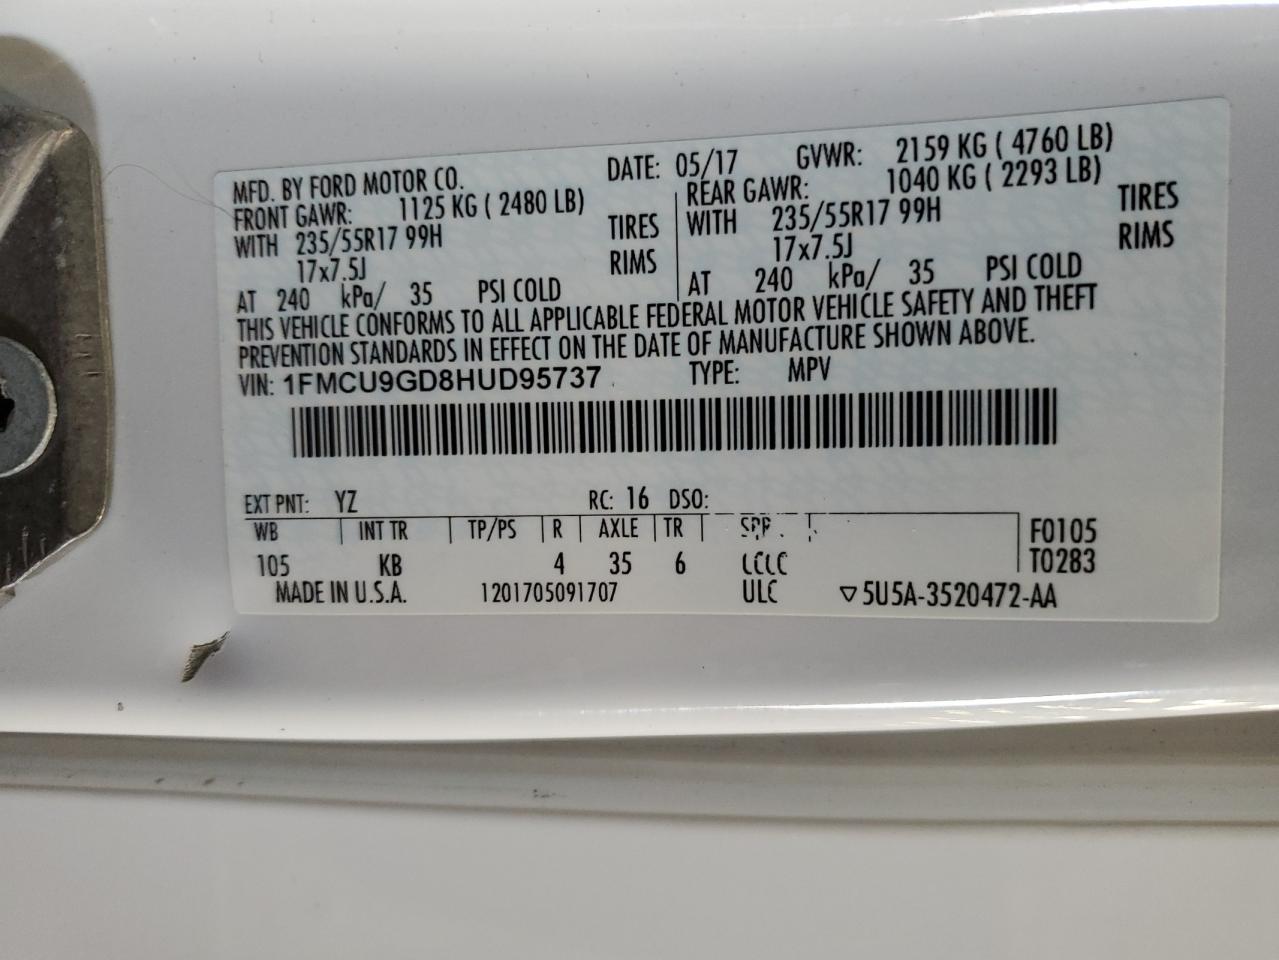 MFD. BY FORD MOTOR CO. DATE: 05/17 GVWR: 2159 KG ( 4760 LB)
FRONT GAWR: 1125 KG ( 2480 LB)
WITH 235/55R17 99H TIRES
17x7.5J RIMS
AT 240 kPa/ 35 PSI COLD
REAR GAWR: 1040 KG ( 2293 LB)
WITH 235/55R17 99H TIRES
17x7.5J RIMS
AT 240 kPa/ 35 PSI COLD
THIS VEHICLE CONFORMS TO ALL APPLICABLE FEDERAL MOTOR VEHICLE SAFETY AND THEFT
PREVENTION STANDARDS IN EFFECT ON THE DATE OF MANUFACTURE SHOWN ABOVE.
VIN: 1FMCU9GD8HUD95737 TYPE: MPV
EXT PNT: YZ RC: 16 DSO:
WB INT TR TP/PS R AXLE TR F0105
105 KB 4 35 6 T0283
MADE IN U.S.A. 1201705091707 ULC ▽5U5A-3520472-AA